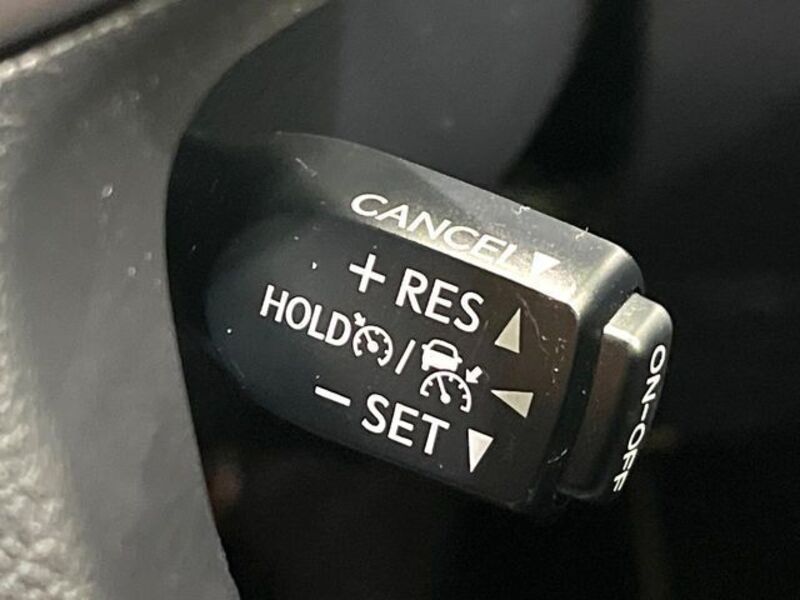 CANCEL
+ RES
HOLD /
- SET
ON-OFF